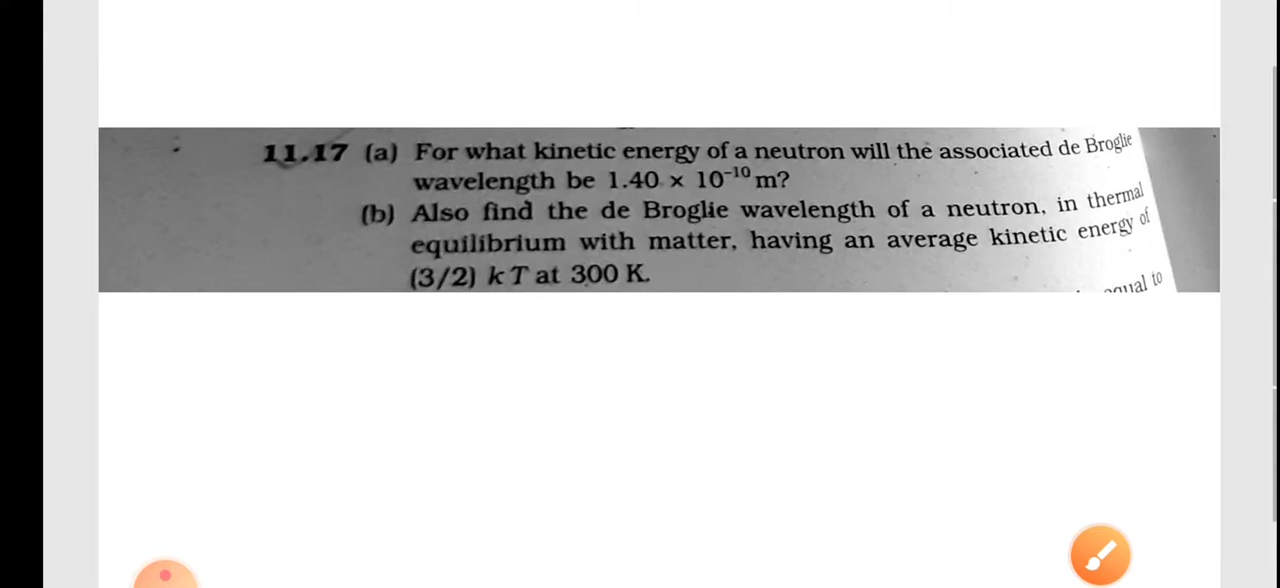 11.17 (a) For what kinetic energy of a neutron will the associated de Broglie
wavelength be 1.40 × 10⁻¹⁰ m?
(b) Also find the de Broglie wavelength of a neutron, in thermal
equilibrium with matter, having an average kinetic energy of
(3/2) k T at 300 K.
equal to